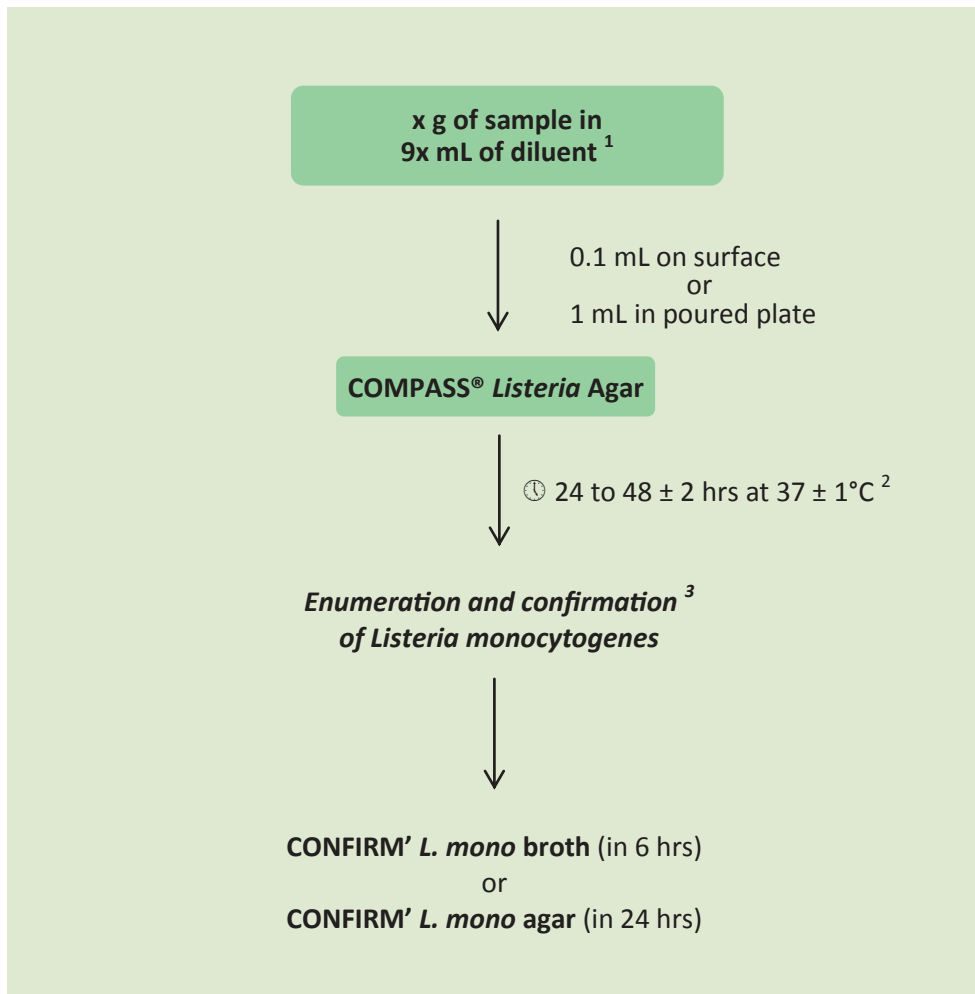 x g of sample in
9x mL of diluent ¹
0.1 mL on surface
or
1 mL in poured plate
COMPASS® Listeria Agar
24 to 48 ± 2 hrs at 37 ± 1°C ²
Enumeration and confirmation ³
of Listeria monocytogenes
CONFIRM’ L. mono broth (in 6 hrs)
or
CONFIRM’ L. mono agar (in 24 hrs)